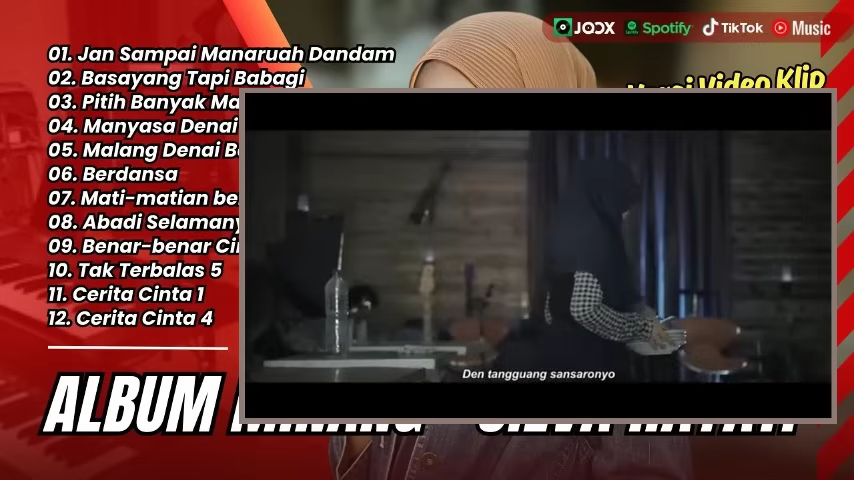 JOOX Spotify TikTok Music
01. Jan Sampai Manaruah Dandam
02. Basayang Tapi Babagi
03. Pitih Banyak Ma
04. Manyasa Denai
05. Malang Denai
06. Berdansa
07. Mati-matian be
08. Abadi Selamany
09. Benar-benar Ci
10. Tak Terbalas 5
11. Cerita Cinta 1
12. Cerita Cinta 4
Versi Video Klip
Den tangguang sansaronyo
ALBUM